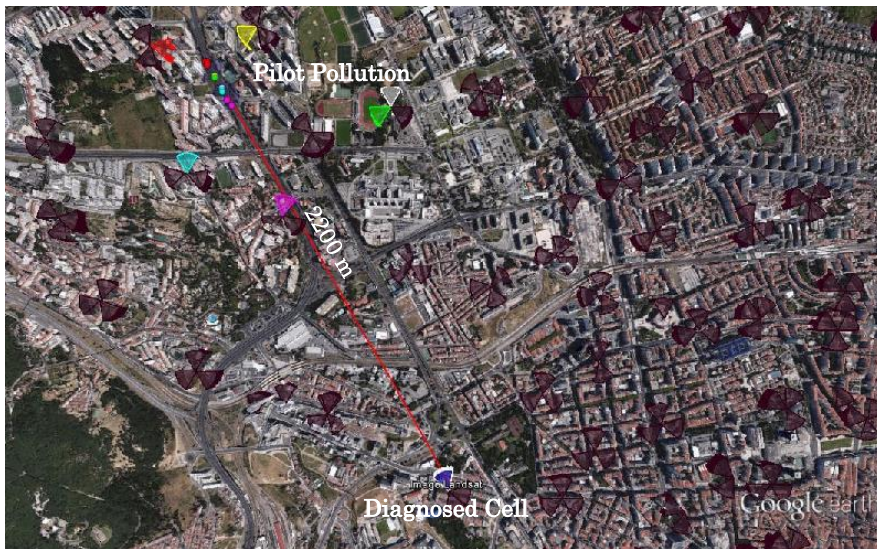 Pilot Pollution
2200 m
Image Landsat
Diagnosed Cell
Google earth